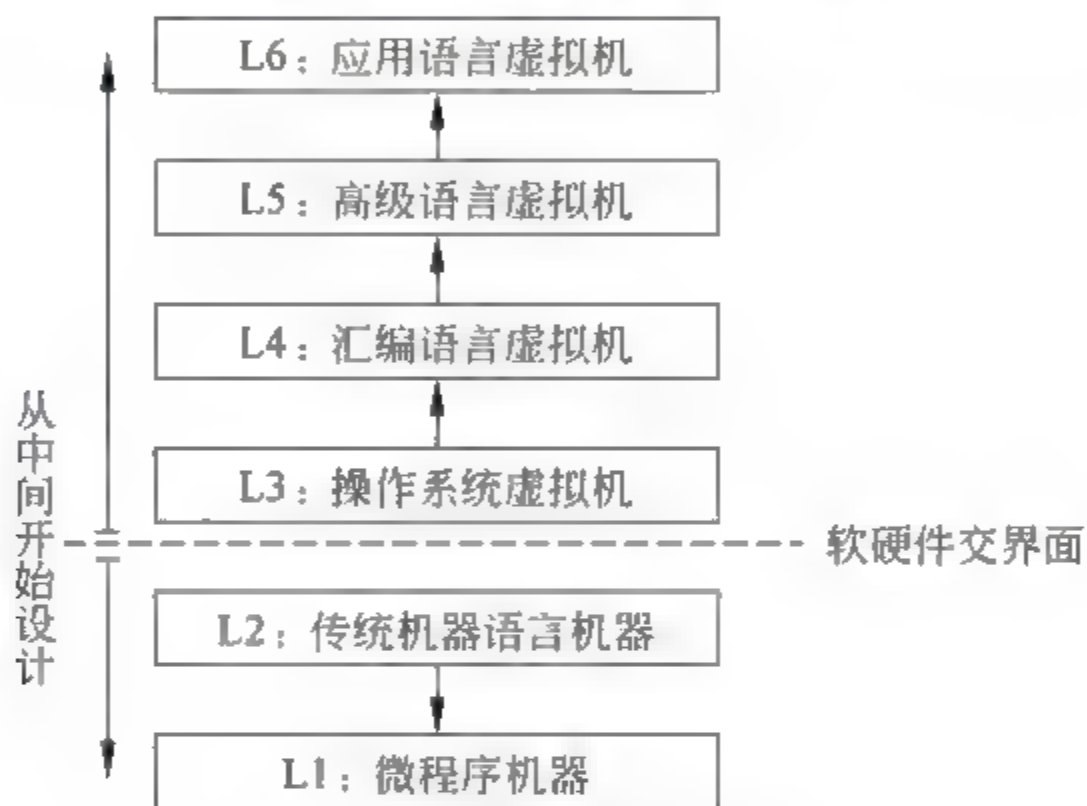 L6：应用语言虚拟机
L5：高级语言虚拟机
L4：汇编语言虚拟机
L3：操作系统虚拟机
从中间开始设计
软硬件交界面
L2：传统机器语言机器
L1：微程序机器